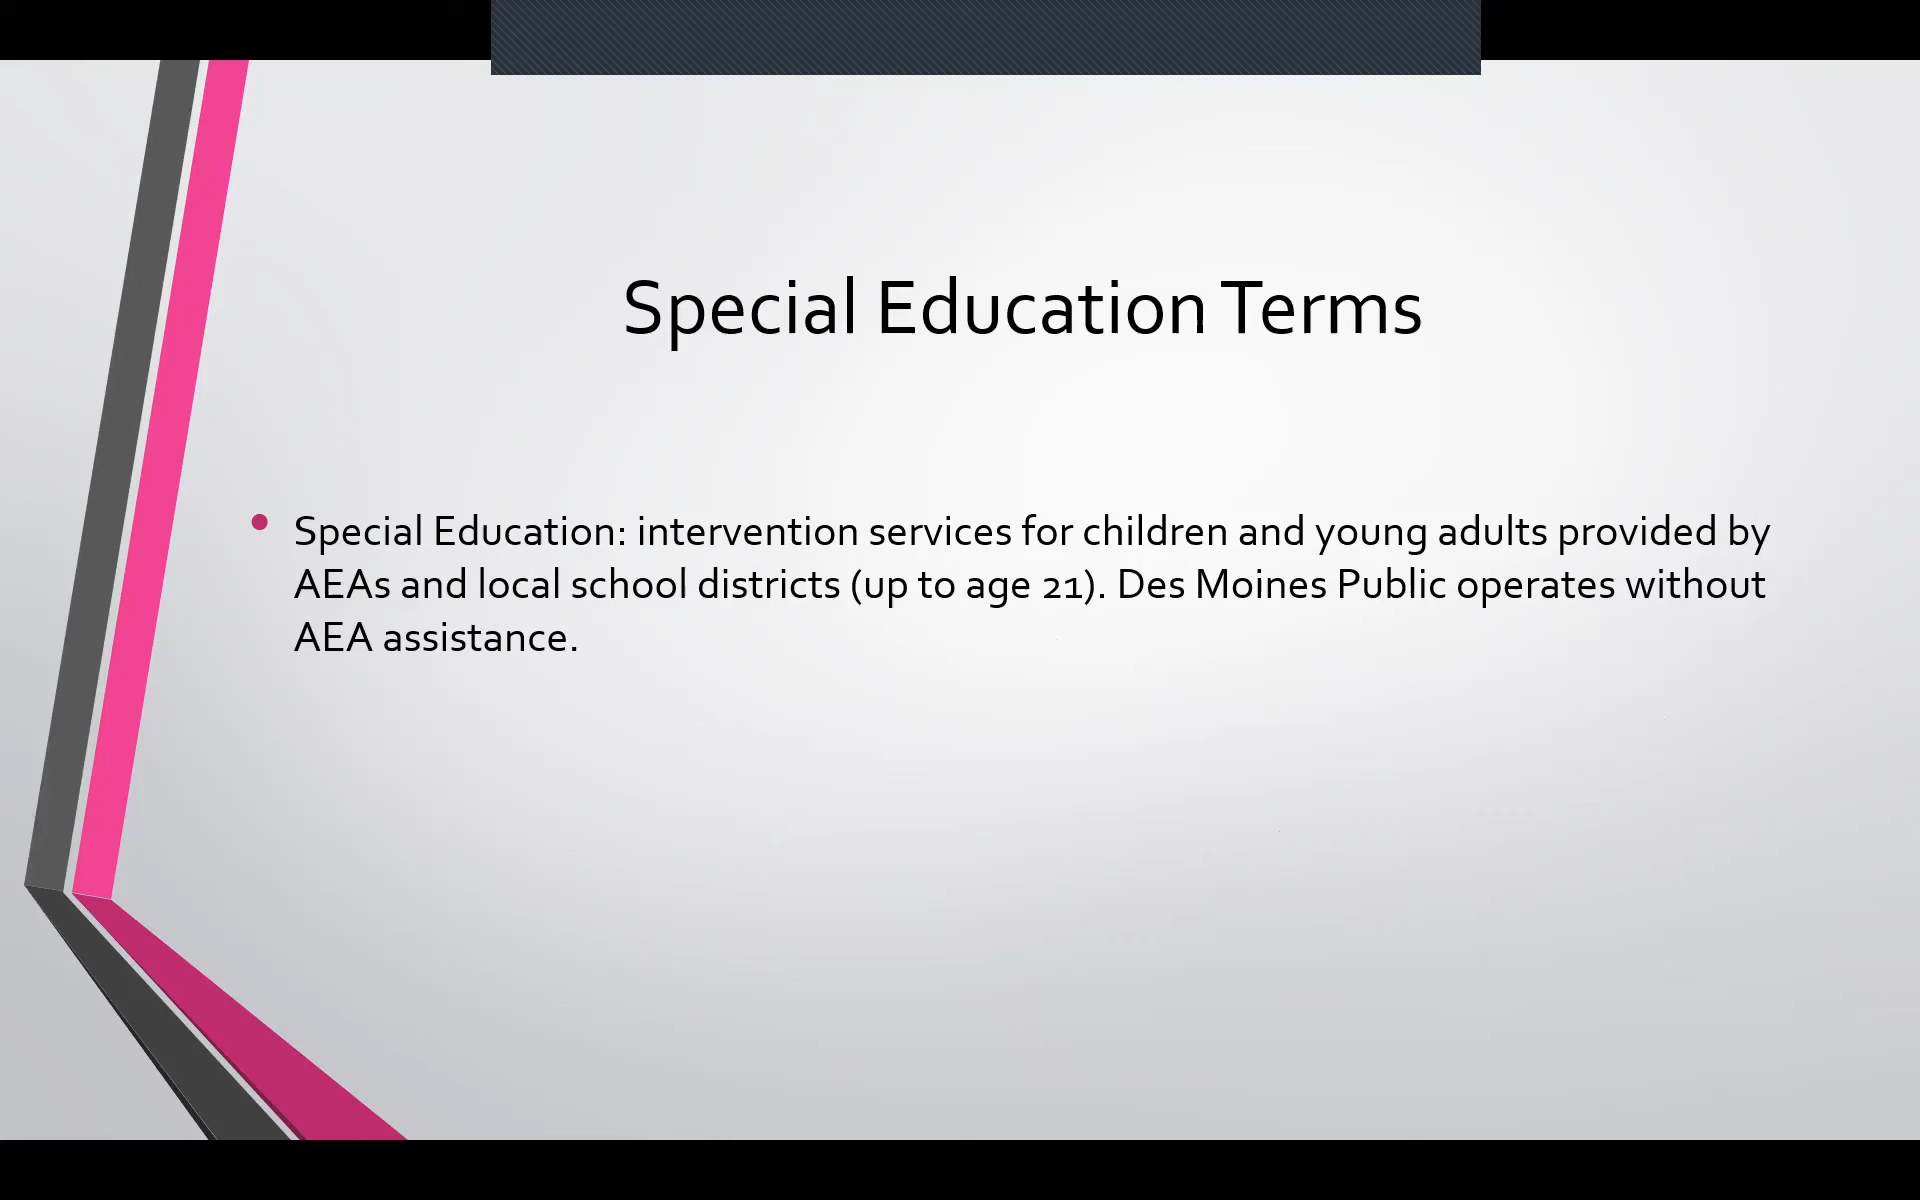 Special Education Terms
• Special Education: intervention services for children and young adults provided by
AEAs and local school districts (up to age 21). Des Moines Public operates without
AEA assistance.